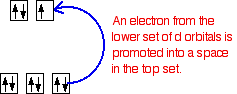 An electron from the
lower set of d orbitals is
promoted into a space
in the top set.